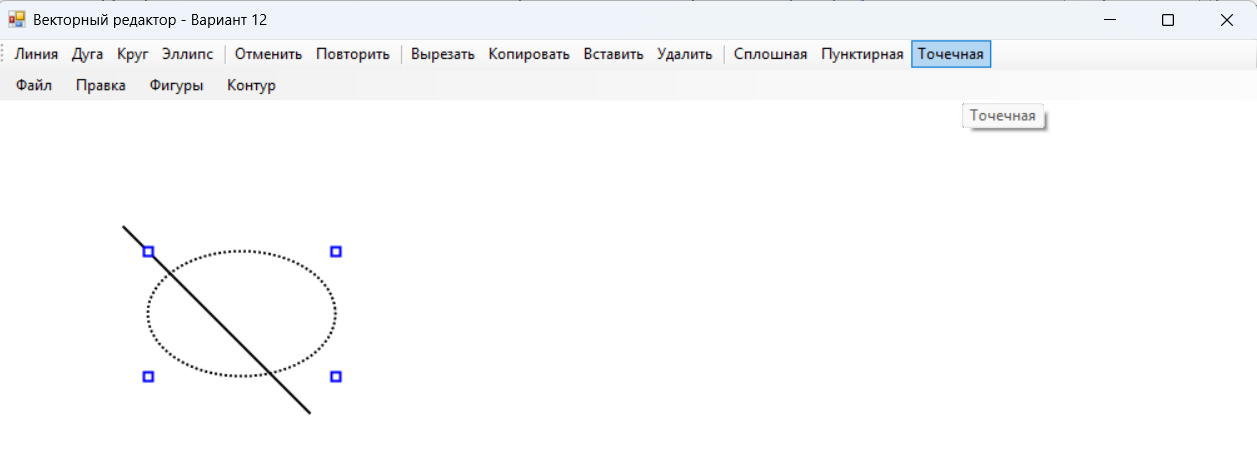 Векторный редактор - Вариант 12
Линия Дуга Круг Эллипс Отменить Повторить Вырезать Копировать Вставить Удалить Сплошная Пунктирная Точечная
Файл Правка Фигуры Контур
Точечная